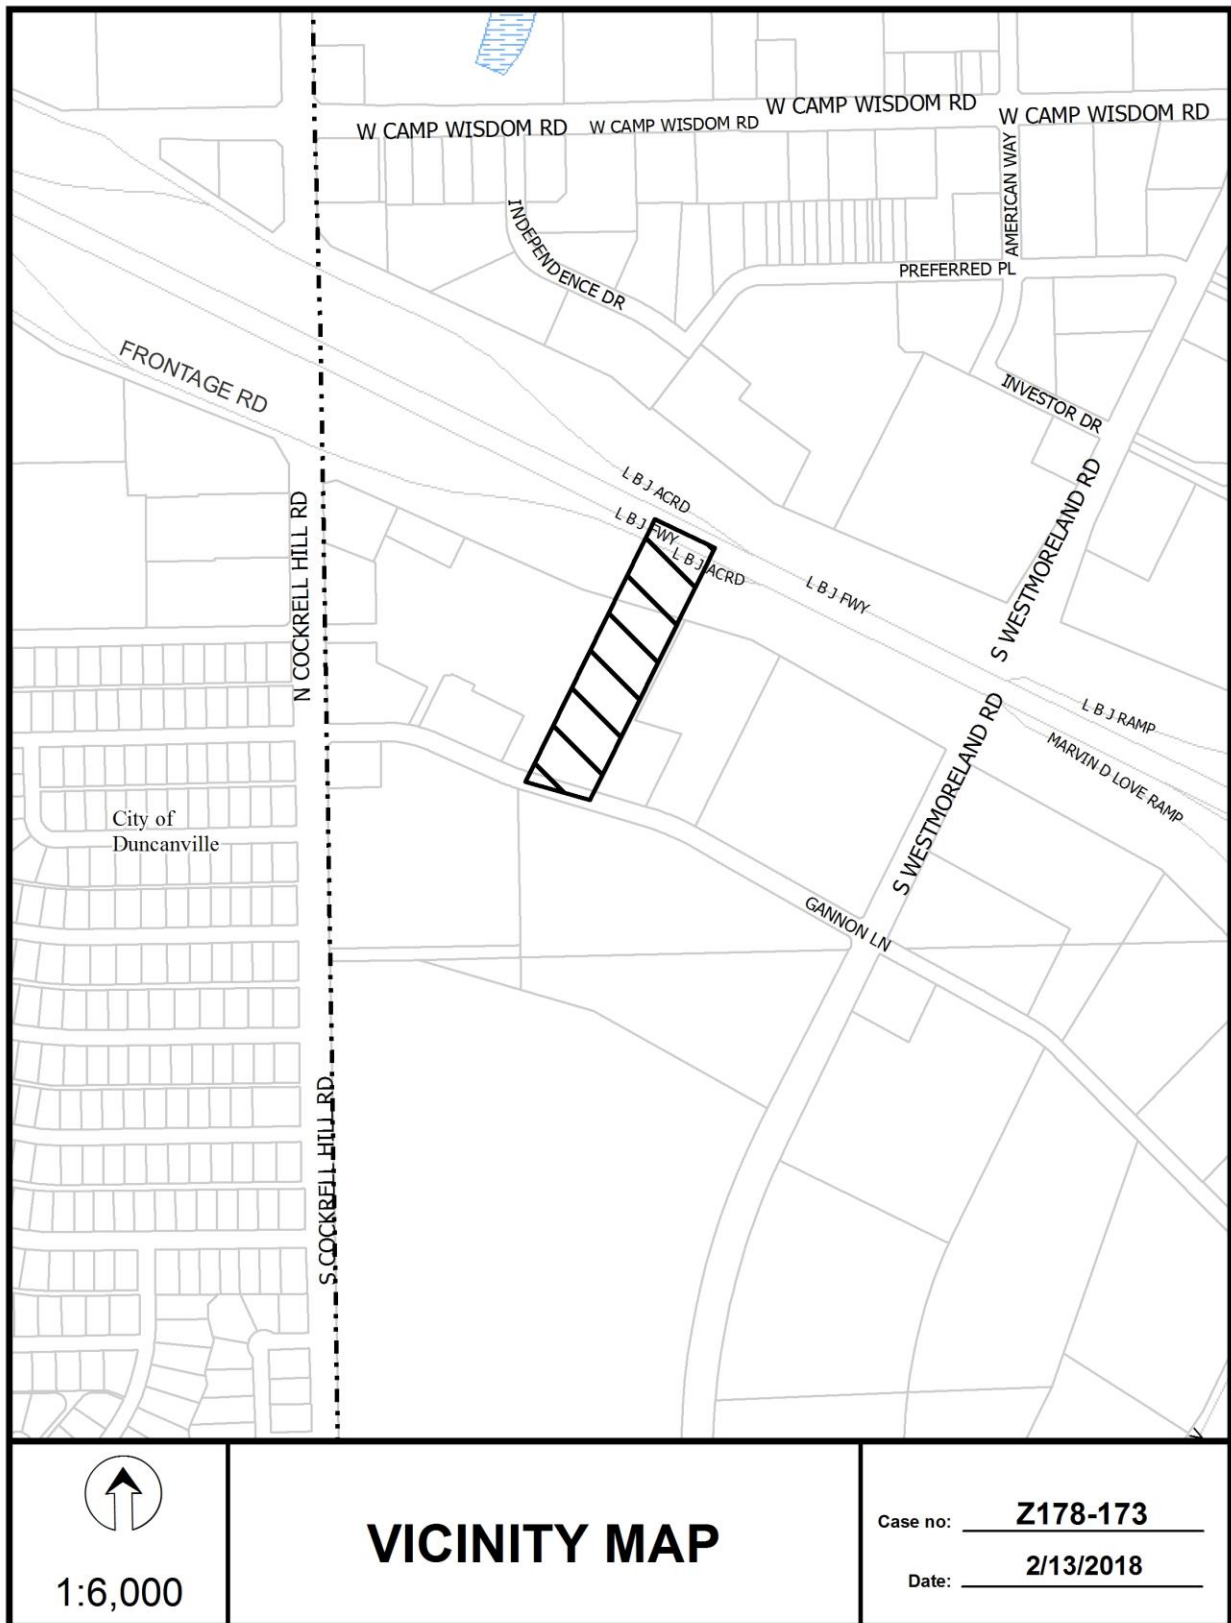 W CAMP WISDOM RD
W CAMP WISDOM RD
W CAMP WISDOM RD
W CAMP WISDOM RD
AMERICAN WAY
INDEPENDENCE DR
PREFERRED PL
FRONTAGE RD
INVESTOR DR
L B J ACRD
L B J FWY
L B J ACRD
L B J FWY
N COCKRELL HILL RD
S WESTMORELAND RD
L B J RAMP
MARVIN D LOVE RAMP
S WESTMORELAND RD
City of
Duncanville
GANNON LN
S COCKRELL HILL RD
1:6,000
VICINITY MAP
Case no: Z178-173
Date: 2/13/2018